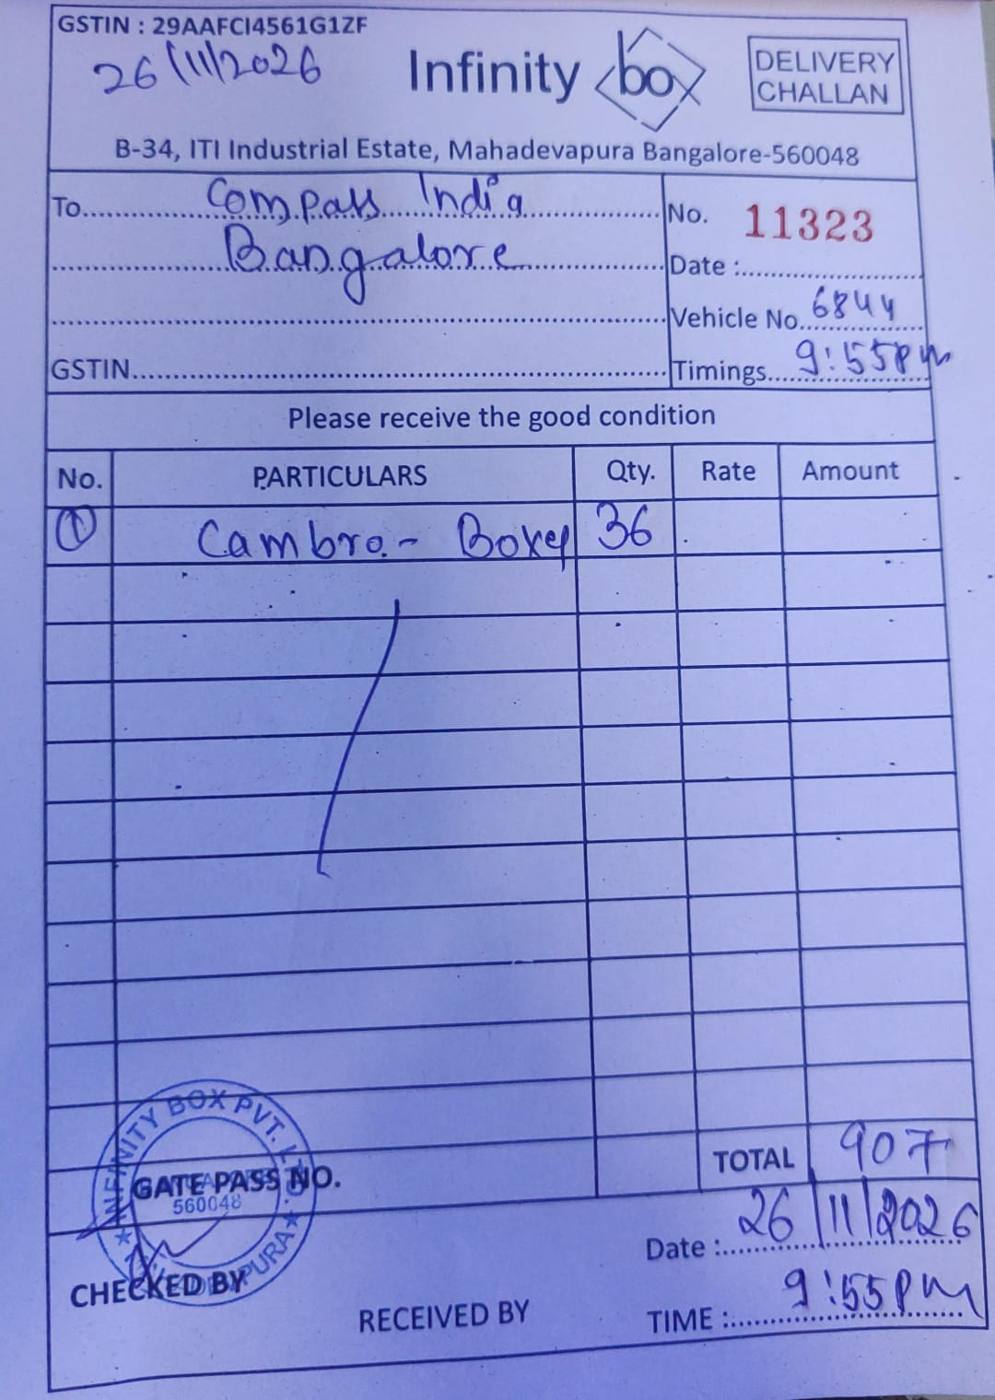 GSTIN : 29AAFCI4561G1ZF
26/11/2026
Infinity box
DELIVERY
CHALLAN
B-34, ITI Industrial Estate, Mahadevapura Bangalore-560048
To Compass India
Bangalore
GSTIN
No. 11323
Date :
Vehicle No. 6844
Timings 9:55pm
Please receive the good condition
No. PARTICULARS Qty. Rate Amount
1 Cambro - Boxes 36
TOTAL 907
INFINITY BOX PVT. LTD.
560048
GATE PASS NO.
Date : 26/11/2026
CHECKED BY
RECEIVED BY
TIME : 9:55pm